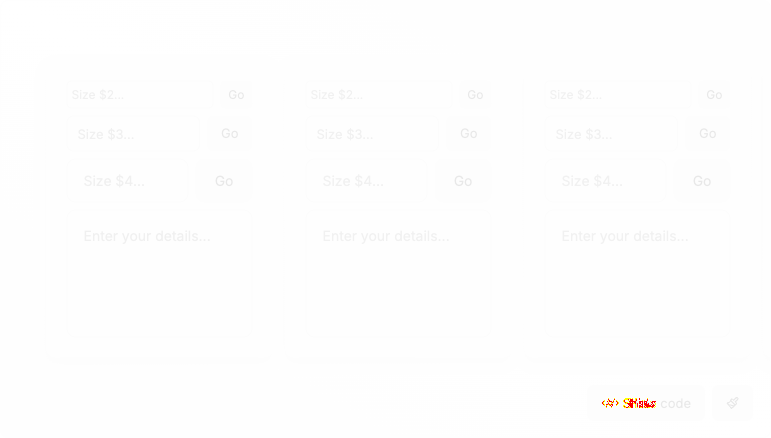 Size $2... Go Size $2... Go Size $2... Go
Size $3... Go Size $3... Go Size $3... Go
Size $4... Go Size $4... Go Size $4... Go
Enter your details... Enter your details... Enter your details...
code